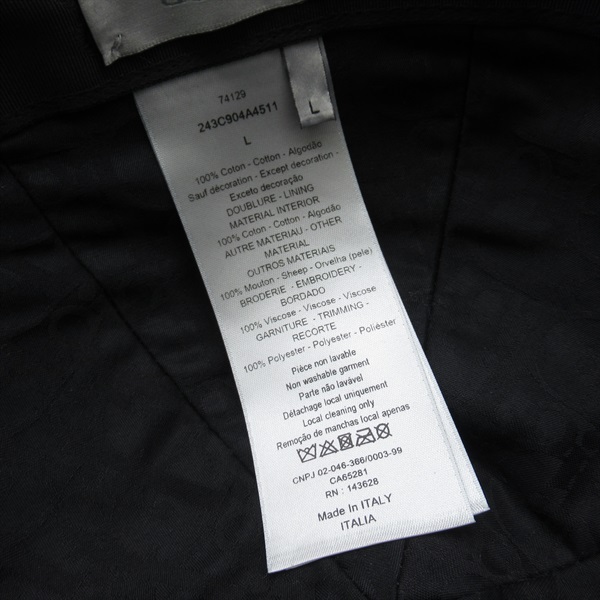 74129
243C904A4511
L
L
100% Coton - Cotton - Algodão
Sauf décoration - Except decoration -
Exceto decoração
DOUBLURE - LINING
MATERIAL INTERIOR
100% Coton - Cotton - Algodão
AUTRE MATERIAU - OTHER
MATERIAL
OUTROS MATERIAIS
100% Mouton - Sheep - Orvelha (pele)
BRODERIE - EMBROIDERY -
BORDADO
100% Viscose - Viscose - Viscose
GARNITURE - TRIMMING -
RECORTE
100% Polyester - Polyester - Poliéster
Pièce non lavable
Non washable garment
Parte não lavável
Détachage local uniquement
Local cleaning only
Remoção de manchas local apenas
CNPJ 02-046-366/0003-99
CA65281
RN : 143628
Made In ITALY
ITALIA